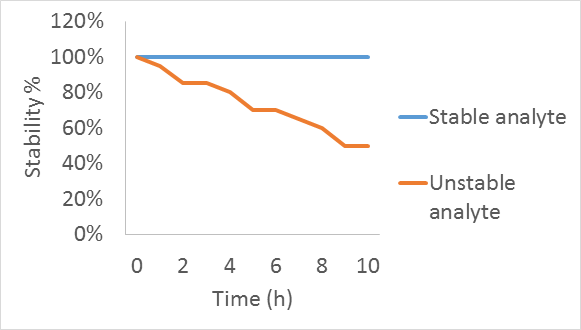 120%
100%
80%
60%
40%
20%
0%
Stability %
0 2 4 6 8 10
Time (h)
Stable analyte
Unstable
analyte